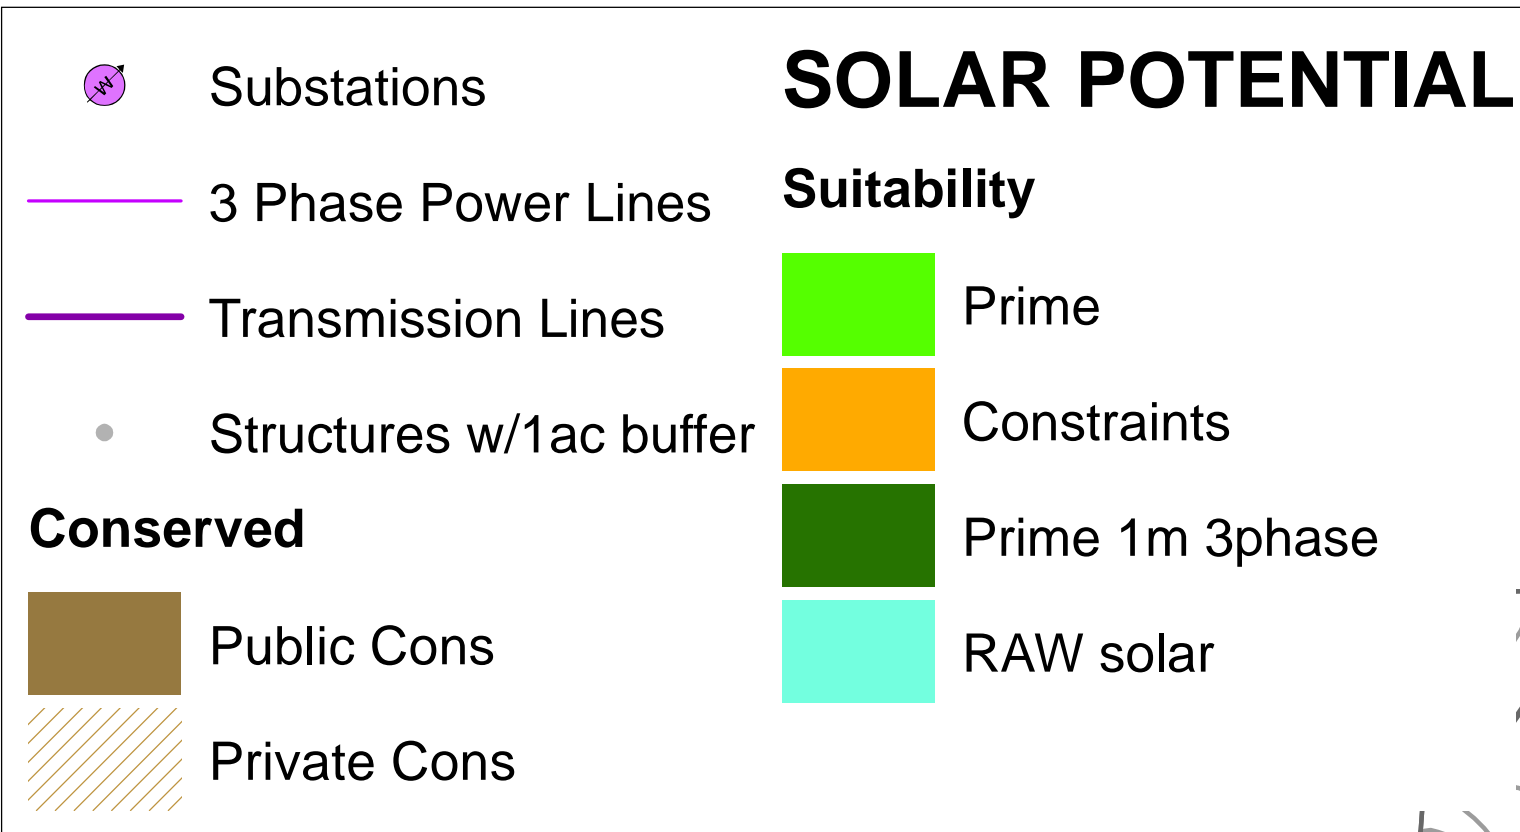 Substations
3 Phase Power Lines
Transmission Lines
Structures w/1ac buffer
Conserved
Public Cons
Private Cons
SOLAR POTENTIAL
Suitability
Prime
Constraints
Prime 1m 3phase
RAW solar